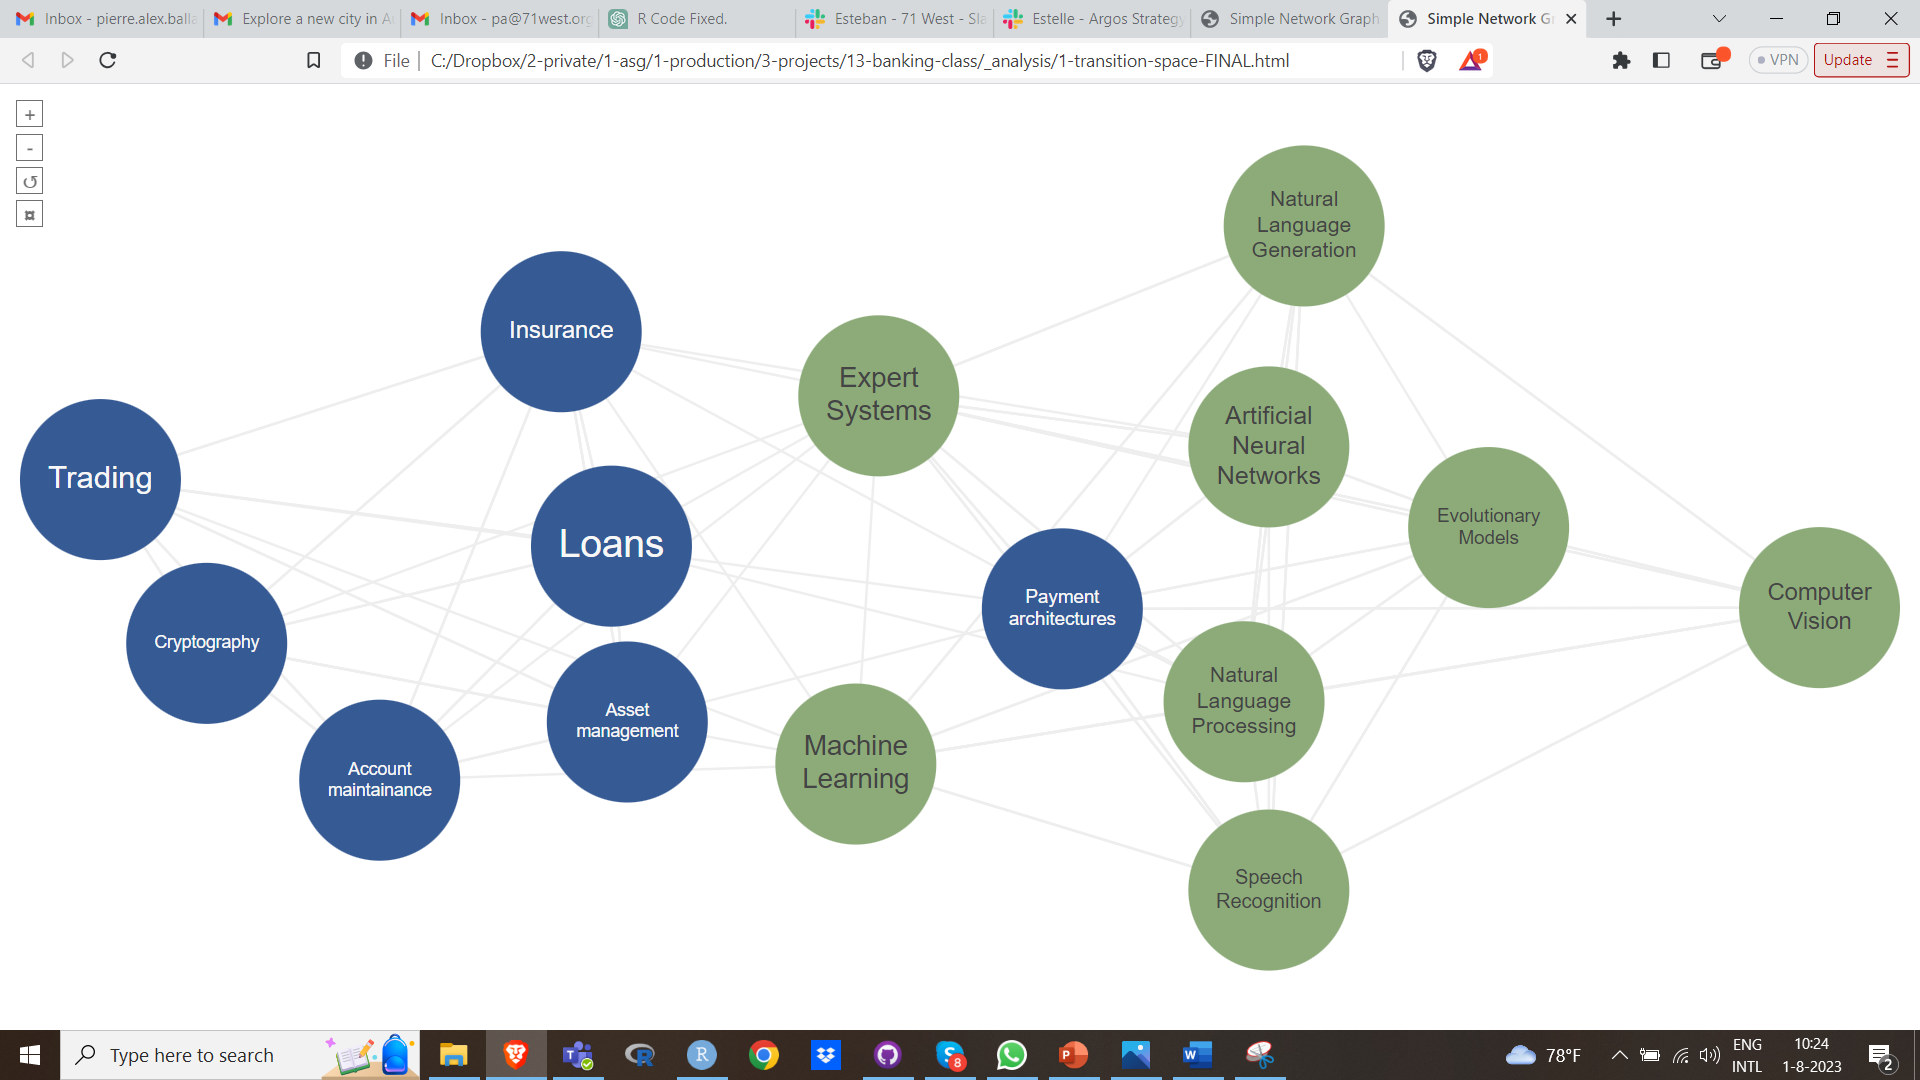 Inbox - pierre.alex.balla
Explore a new city in A
Inbox - pa@71west.org
R Code Fixed.
Esteban - 71 West - Sla
Estelle - Argos Strategy
Simple Network Graph
Simple Network G
File
C:/Dropbox/2-private/1-asg/1-production/3-projects/13-banking-class/_analysis/1-transition-space-FINAL.html
1
VPN
Update
+
-
Natural
Language
Generation
Insurance
Expert
Systems
Artificial
Neural
Networks
Trading
Evolutionary
Models
Loans
Payment
architectures
Computer
Vision
Cryptography
Natural
Language
Processing
Asset
management
Machine
Learning
Account
maintainance
Speech
Recognition
Type here to search
8
78°F
ENG
INTL
10:24
1-8-2023
2